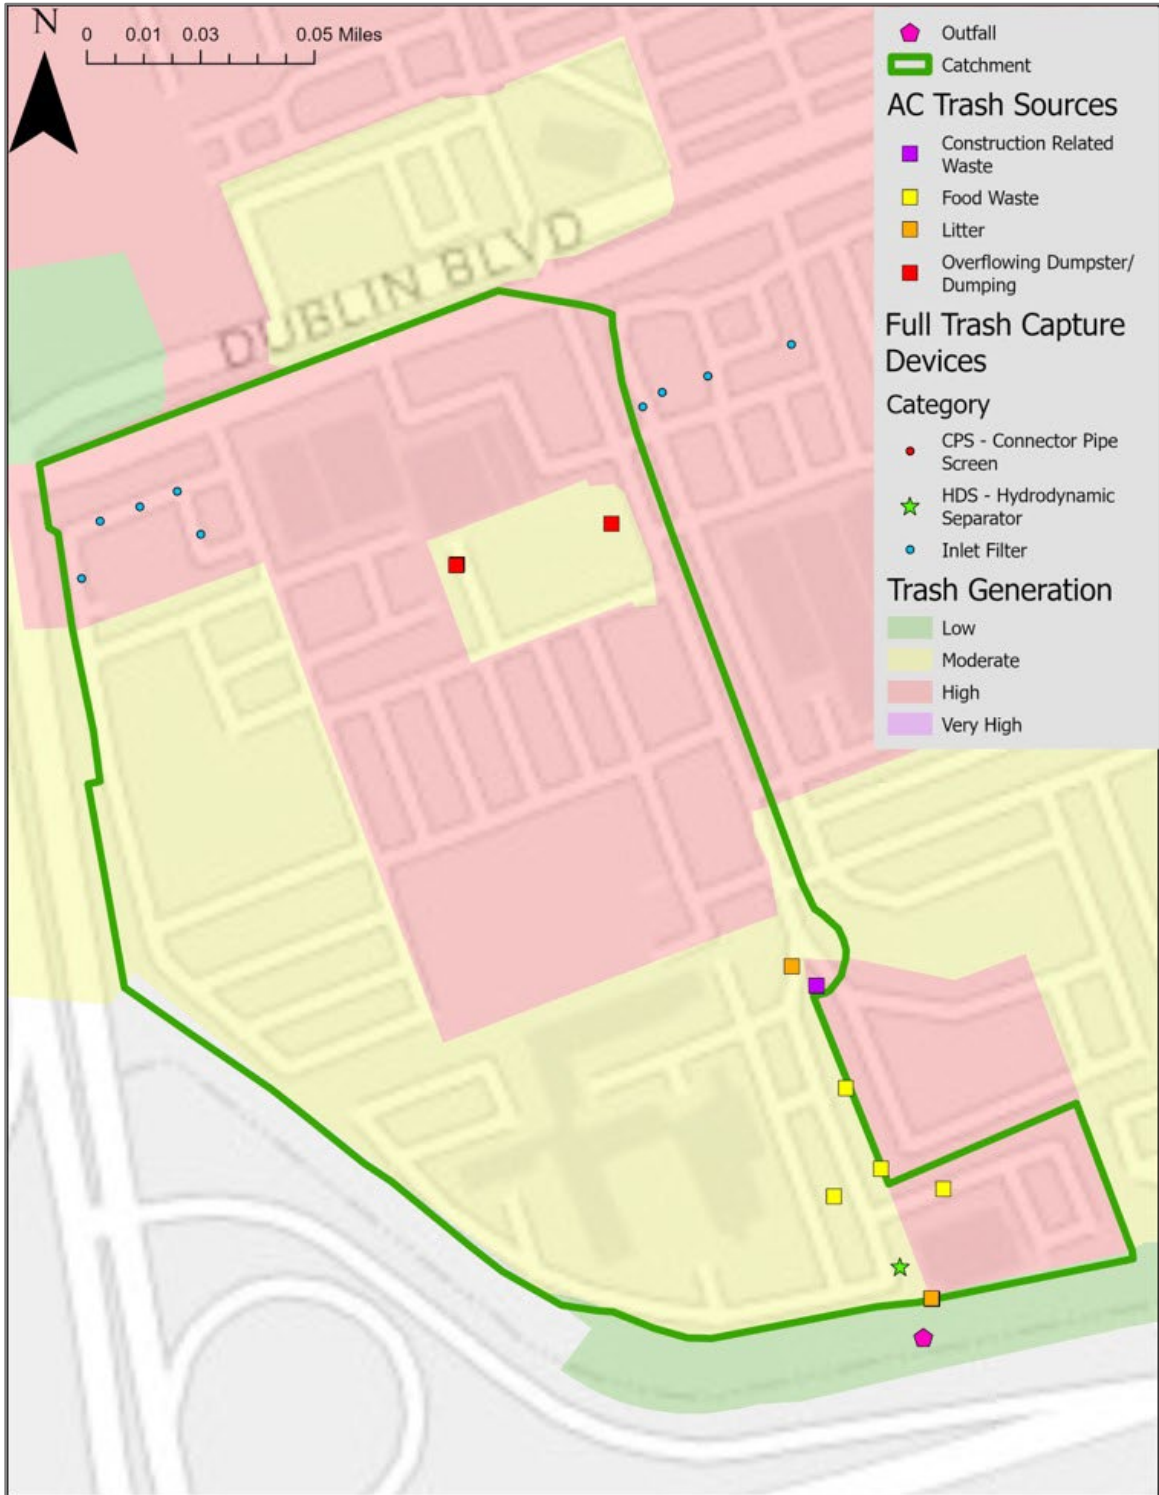 N
0 0.01 0.03 0.05 Miles
DUBLIN BLVD
Outfall
Catchment
AC Trash Sources
Construction Related
Waste
Food Waste
Litter
Overflowing Dumpster/
Dumping
Full Trash Capture
Devices
Category
CPS - Connector Pipe
Screen
HDS - Hydrodynamic
Separator
Inlet Filter
Trash Generation
Low
Moderate
High
Very High